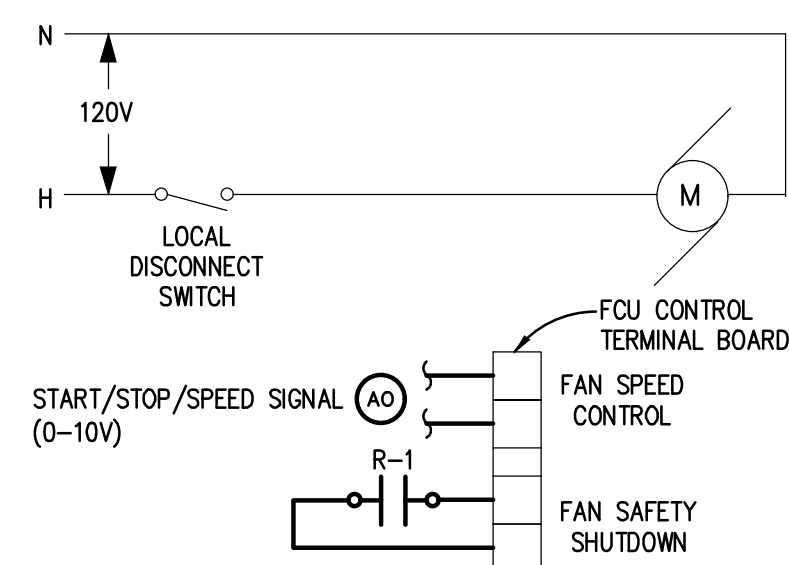 N
120V
H
M
LOCAL
DISCONNECT
SWITCH
FCU CONTROL
TERMINAL BOARD
START/STOP/SPEED SIGNAL
(0-10V)
AO
FAN SPEED
CONTROL
R-1
FAN SAFETY
SHUTDOWN